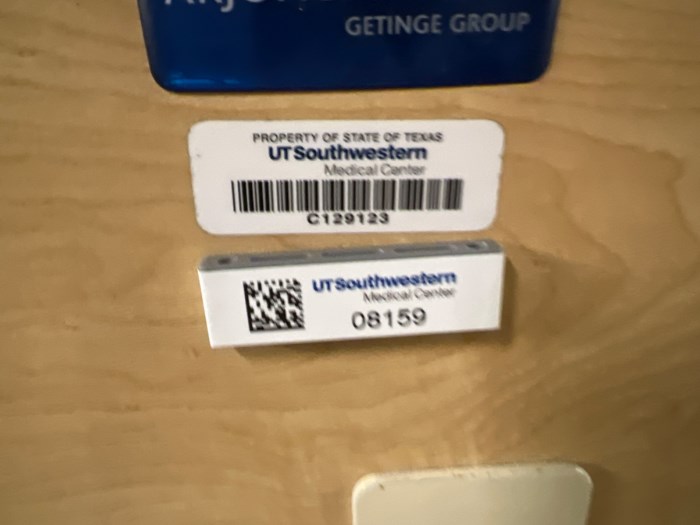 GETINGE GROUP
PROPERTY OF STATE OF TEXAS
UTSouthwestern
Medical Center
C129123
UTSouthwestern
Medical Center
08159